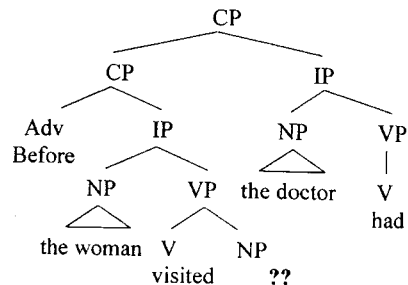 CP
CP IP
Adv IP NP VP
Before
NP VP the doctor V
had
the woman V NP
visited ??